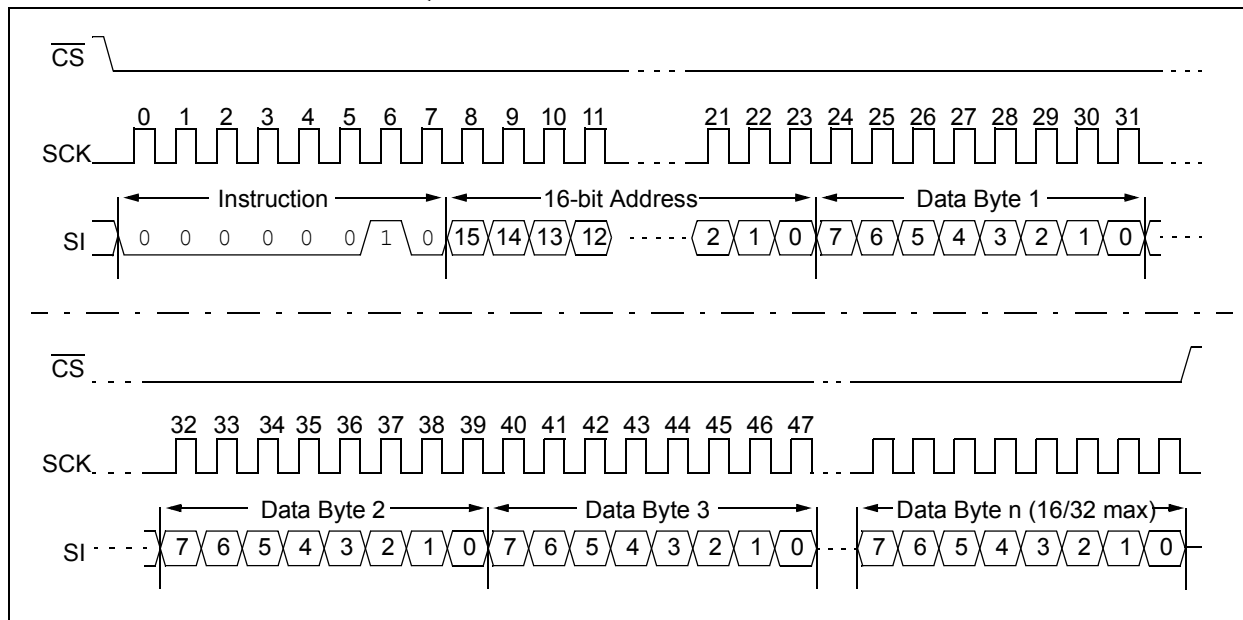 CS
0 1 2 3 4 5 6 7 8 9 10 11 21 22 23 24 25 26 27 28 29 30 31
SCK
Instruction 16-bit Address Data Byte 1
SI 0 0 0 0 0 0 1 0 15 14 13 12 2 1 0 7 6 5 4 3 2 1 0
CS
32 33 34 35 36 37 38 39 40 41 42 43 44 45 46 47
SCK
Data Byte 2 Data Byte 3 Data Byte n (16/32 max)
SI 7 6 5 4 3 2 1 0 7 6 5 4 3 2 1 0 7 6 5 4 3 2 1 0